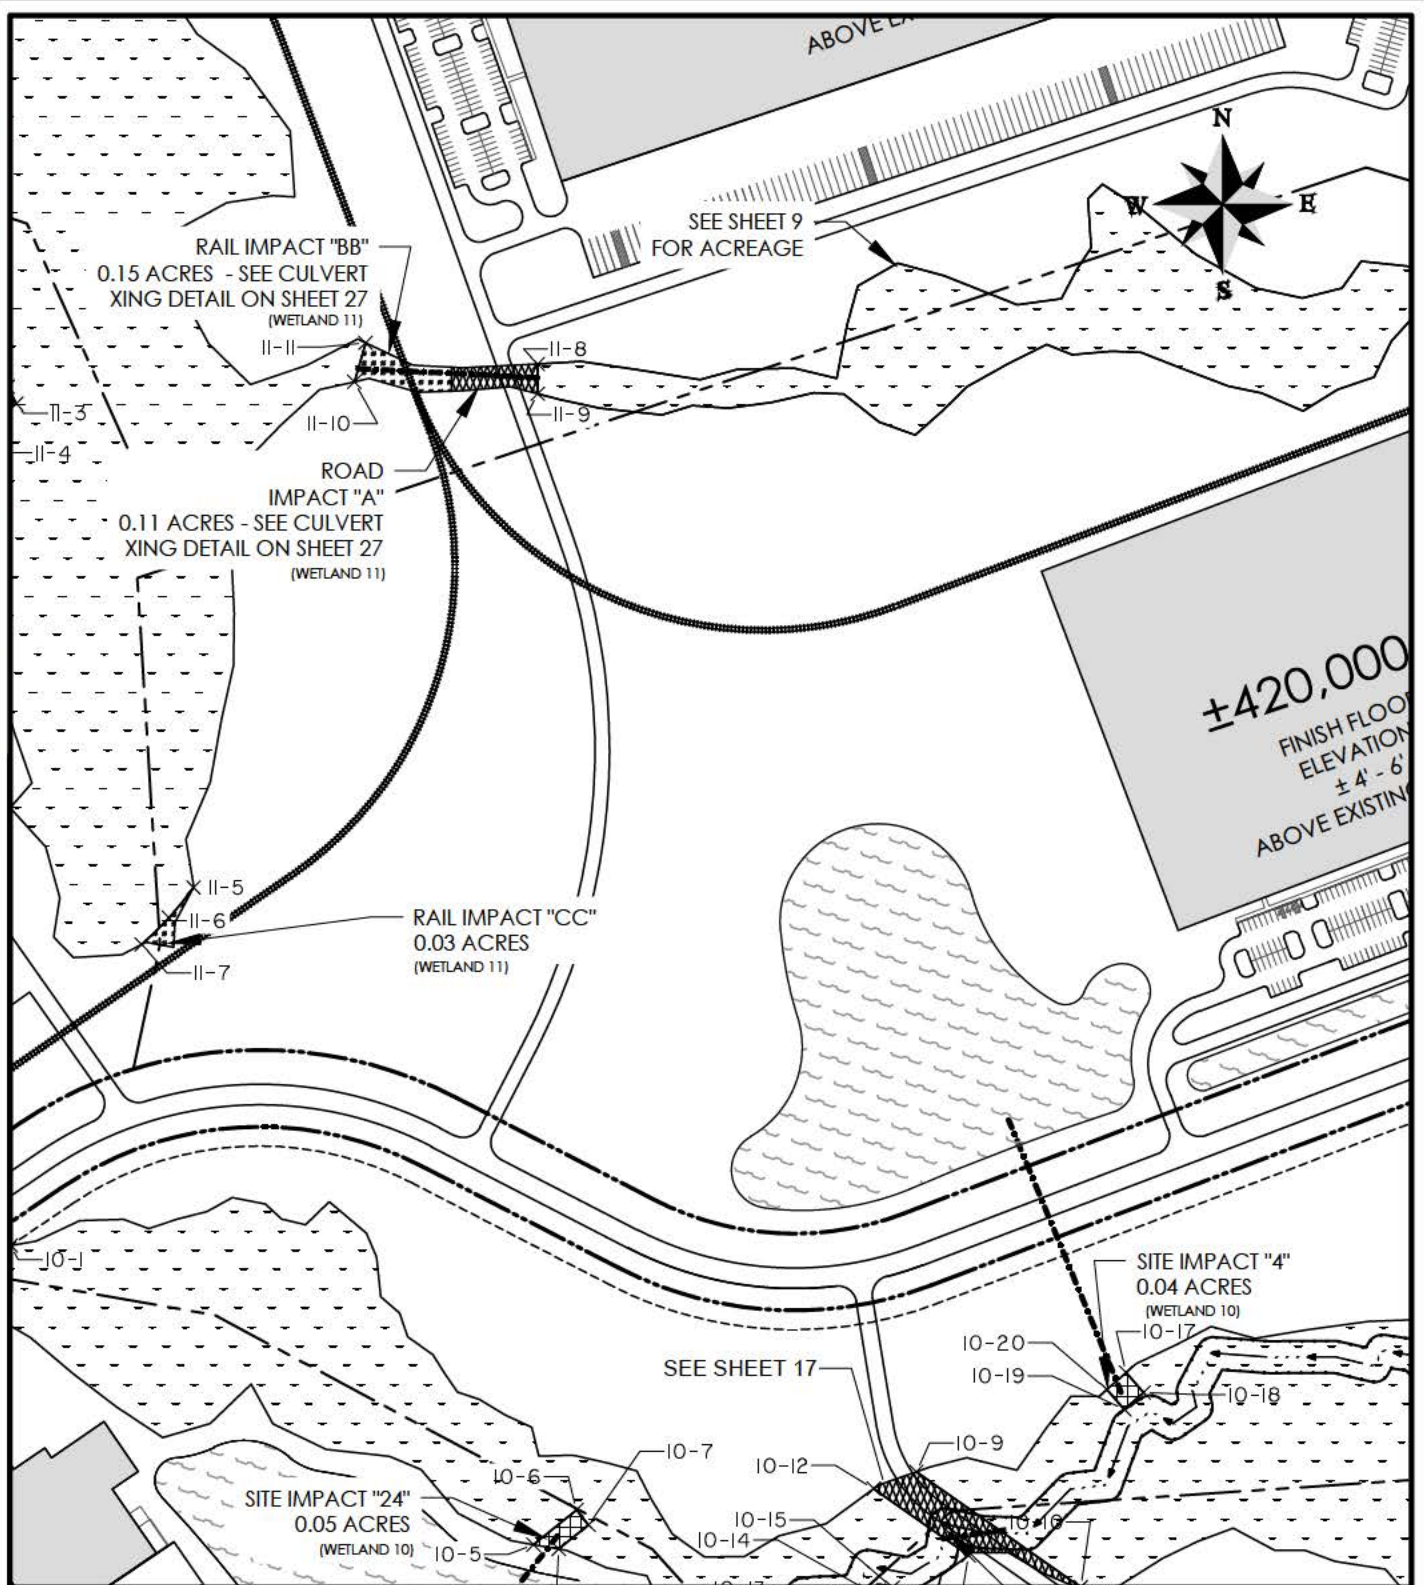 ABOVE
N
W
E
S
SEE SHEET 9
FOR ACREAGE
RAIL IMPACT "BB"
0.15 ACRES - SEE CULVERT
XING DETAIL ON SHEET 27
(WETLAND 11)
11-11
11-8
11-9
11-10
11-3
11-4
ROAD
IMPACT "A"
0.11 ACRES - SEE CULVERT
XING DETAIL ON SHEET 27
(WETLAND 11)
±420,000
FINISH FLOO
ELEVATION
± 4' - 6'
ABOVE EXISTIN
11-5
11-6
11-7
RAIL IMPACT "CC"
0.03 ACRES
(WETLAND 11)
10-1
SITE IMPACT "4"
0.04 ACRES
(WETLAND 10)
10-17
10-20
10-19
10-18
SEE SHEET 17
10-9
10-12
10-7
10-6
SITE IMPACT "24"
0.05 ACRES
(WETLAND 10)
10-5
10-15
10-14
10-16